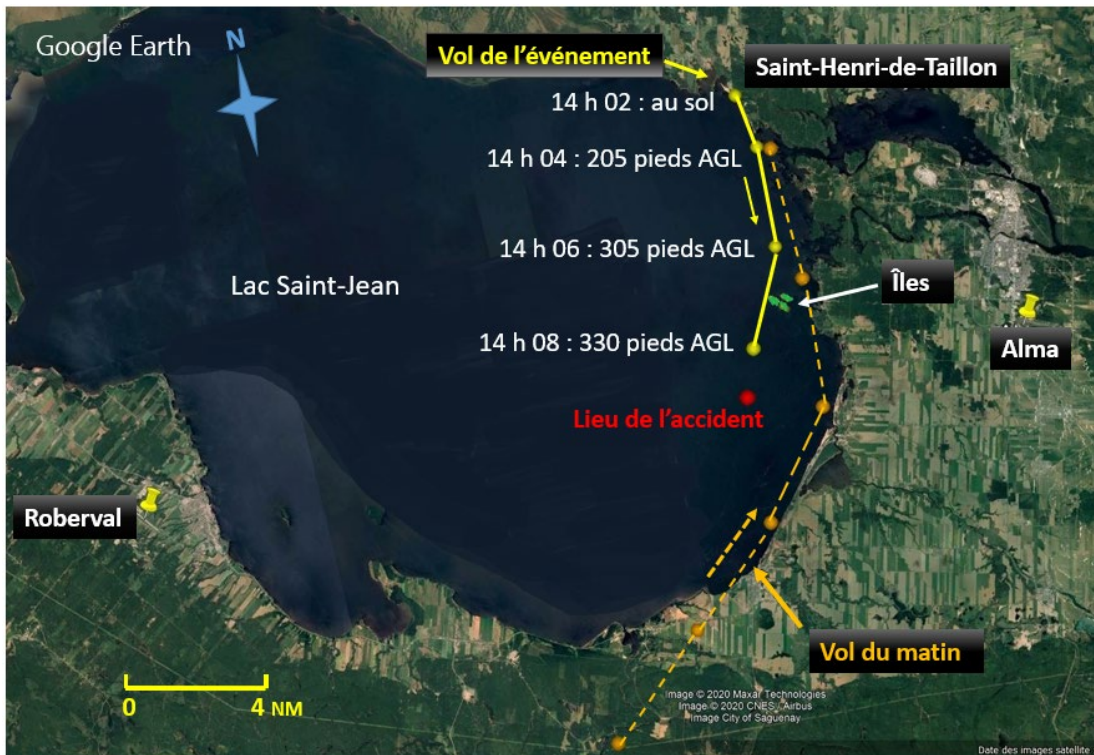 Google Earth
N
Vol de l'événement
Saint-Henri-de-Taillon
14 h 02 : au sol
14 h 04 : 205 pieds AGL
14 h 06 : 305 pieds AGL
Lac Saint-Jean
Îles
14 h 08 : 330 pieds AGL
Alma
Lieu de l'accident
Roberval
Vol du matin
0 4 NM
Image © 2020 Maxar Technologies
Image © 2020 CNES / Airbus
Image City of Saguenay
Date des images satellite